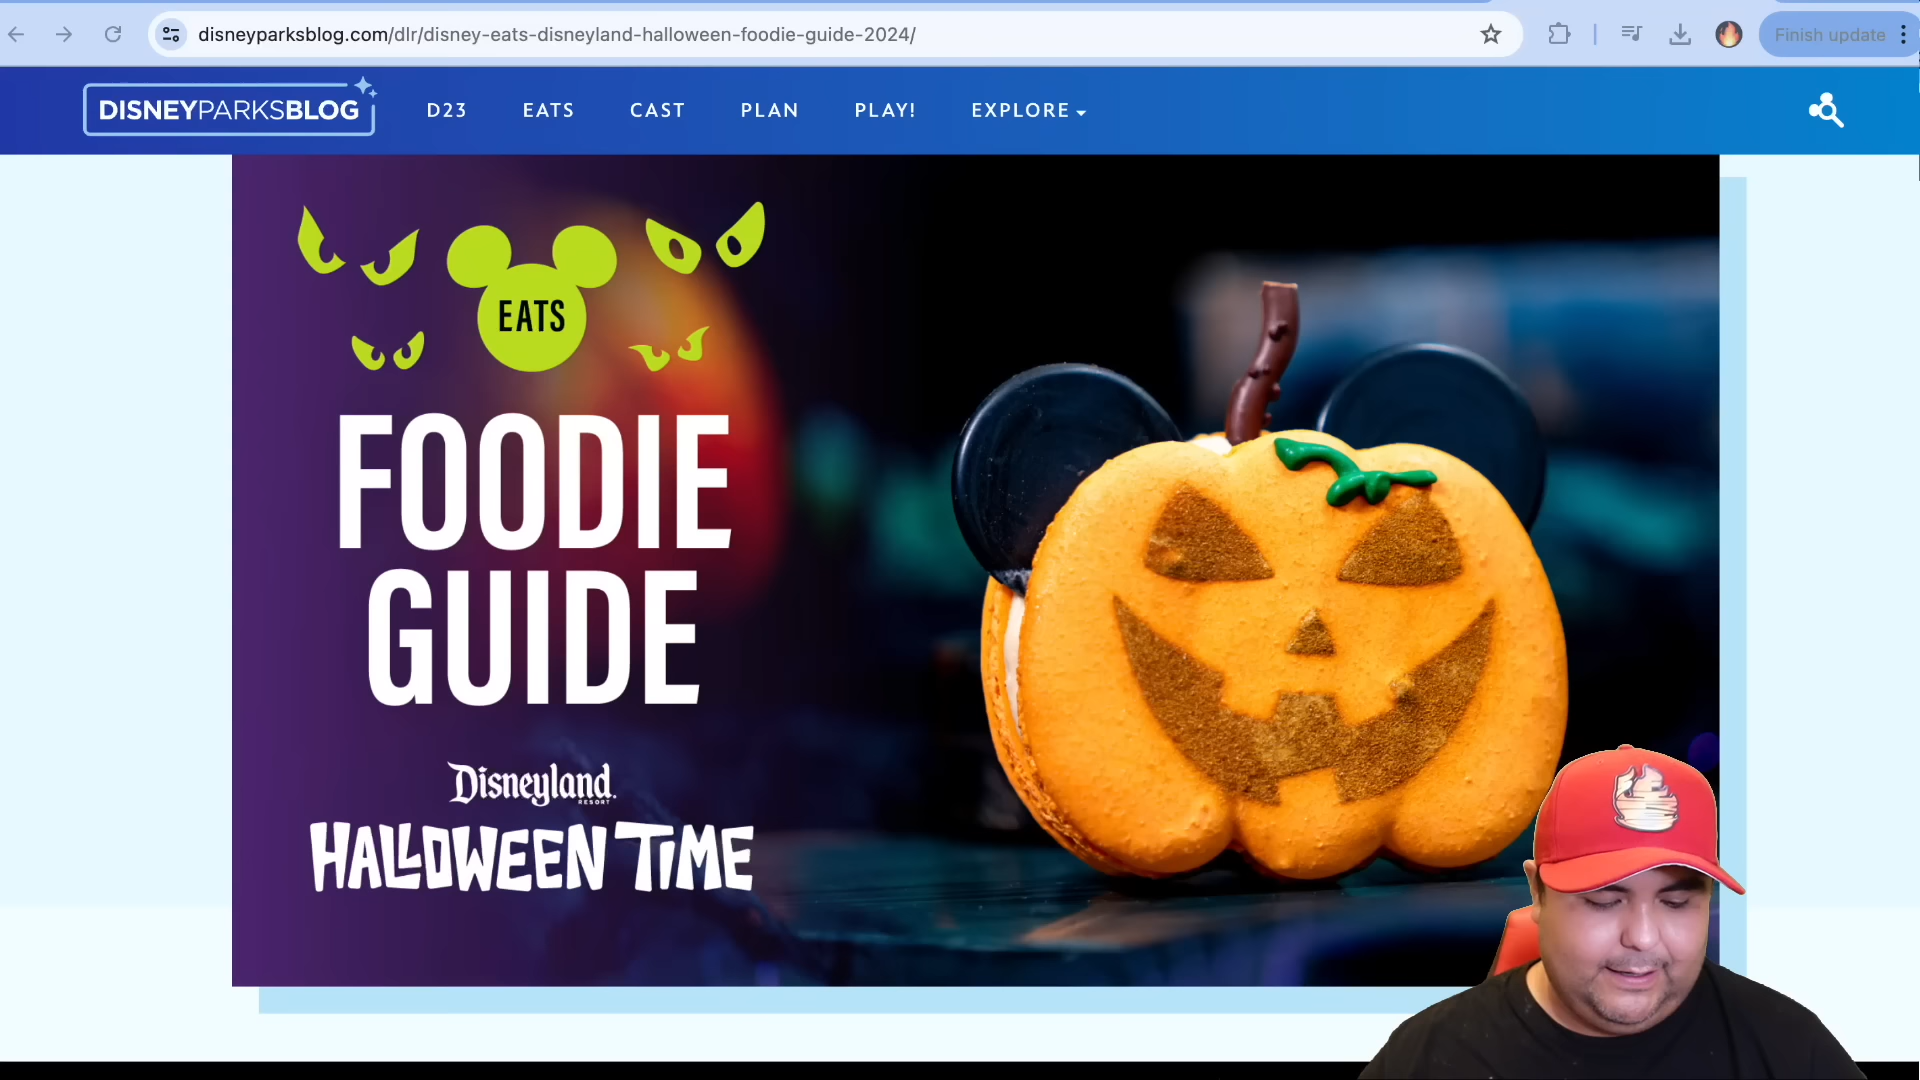 disneyparksblog.com/dlr/disney-eats-disneyland-halloween-foodie-guide-2024/
Finish update
DISNEYPARKSBLOG
D23
EATS
CAST
PLAN
PLAY!
EXPLORE
EATS
FOODIE
GUIDE
Disneyland
RESORT
HALLOWEEN TIME